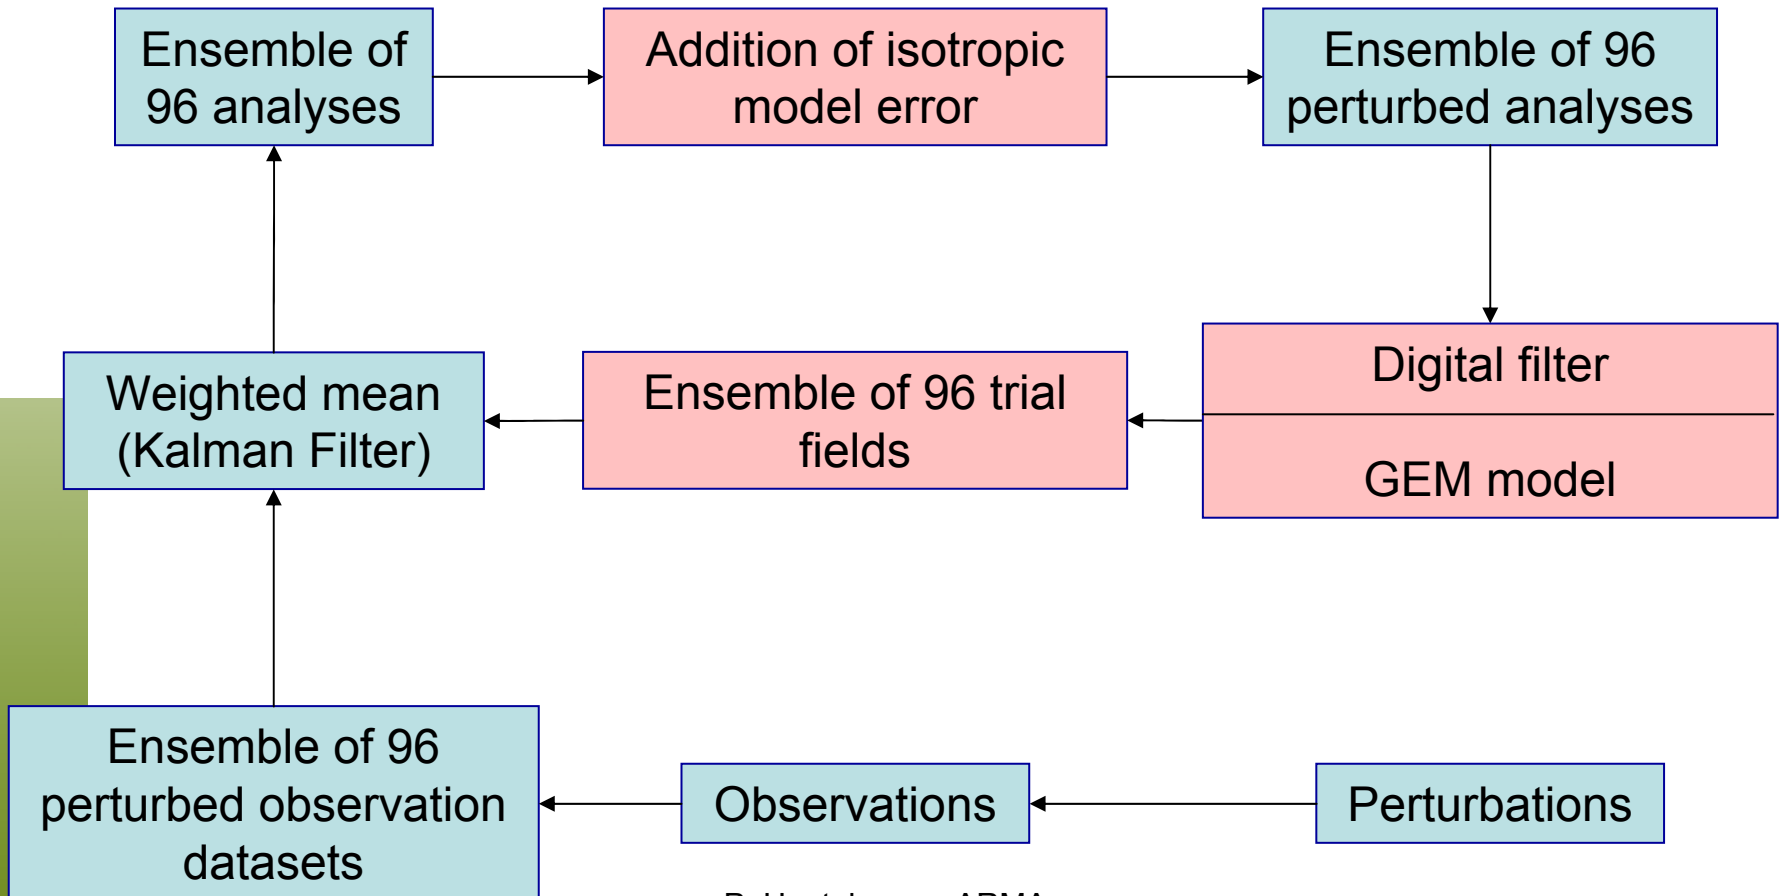 Ensemble of
96 analyses
Addition of isotropic
model error
Ensemble of 96
perturbed analyses
Weighted mean
(Kalman Filter)
Ensemble of 96 trial
fields
Digital filter
GEM model
Ensemble of 96
perturbed observation
datasets
Observations
Perturbations